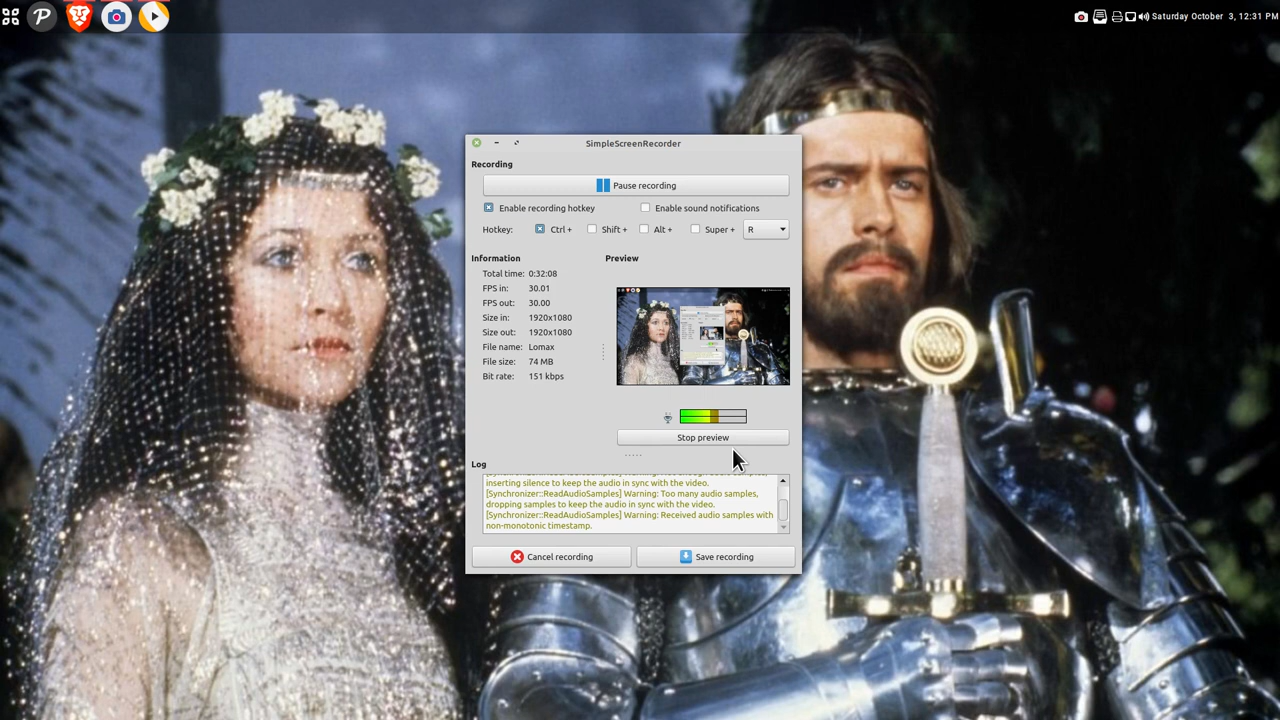 Saturday October 3, 12:31 PM
SimpleScreenRecorder
Recording
Pause recording
Enable recording hotkey
Enable sound notifications
Hotkey: Ctrl + Shift + Alt + Super + R
Information
Total time: 0:32:08
FPS in: 30.01
FPS out: 30.00
Size in: 1920x1080
Size out: 1920x1080
File name: Lomax
File size: 74 MB
Bit rate: 151 kbps
Preview
Stop preview
Log
inserting silence to keep the audio in sync with the video.
[Synchronizer::ReadAudioSamples] Warning: Too many audio samples,
dropping samples to keep the audio in sync with the video.
[Synchronizer::ReadAudioSamples] Warning: Received audio samples with
non-monotonic timestamp.
Cancel recording
Save recording